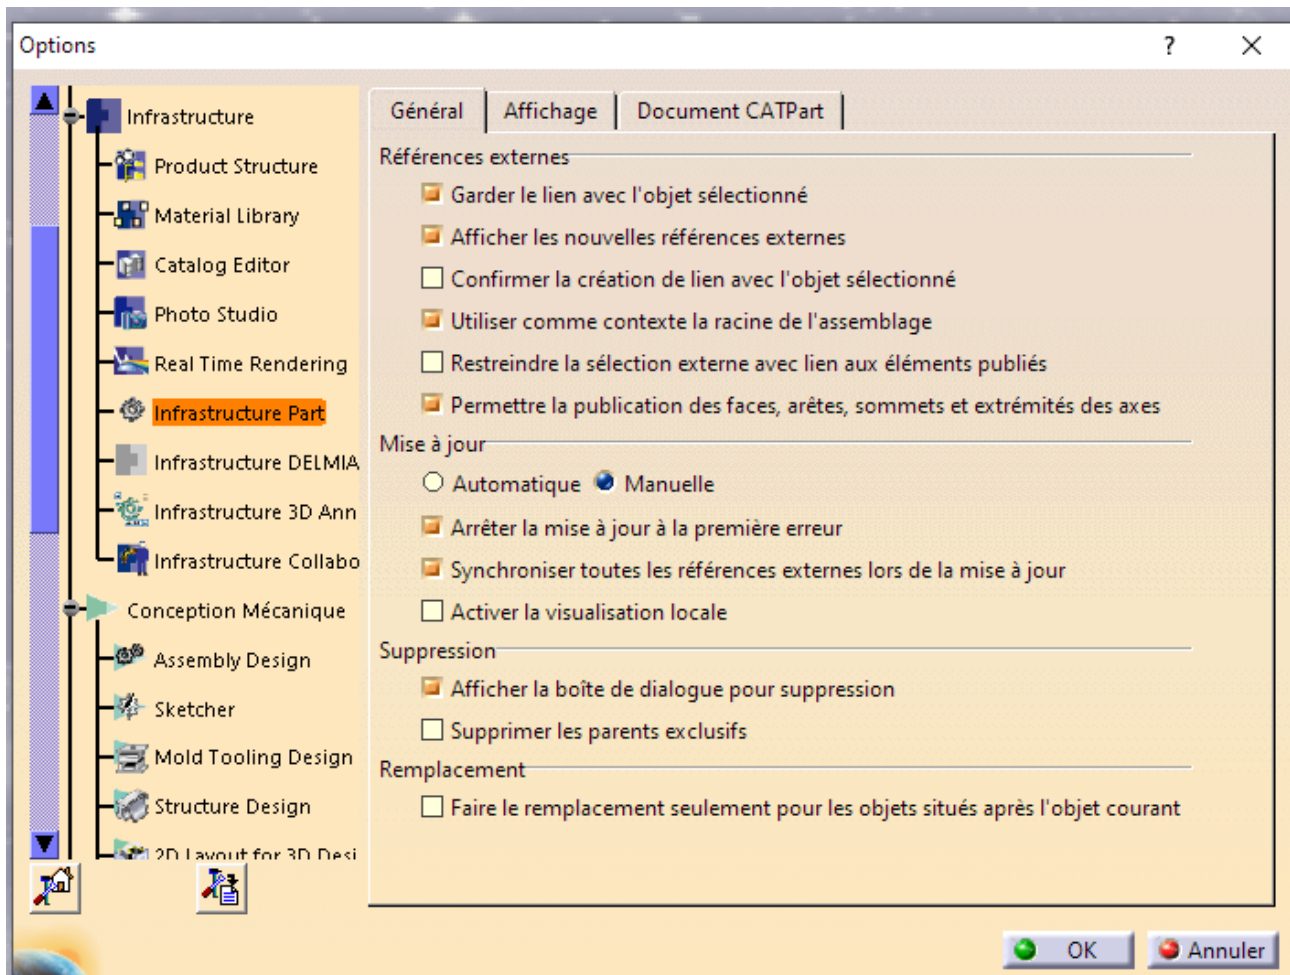 Options
?
Infrastructure
Product Structure
Material Library
Catalog Editor
Photo Studio
Real Time Rendering
Infrastructure Part
Infrastructure DELMIA
Infrastructure 3D Ann
Infrastructure Collabo
Conception Mécanique
Assembly Design
Sketcher
Mold Tooling Design
Structure Design
2D Layout for 3D Desi
Général
Affichage
Document CATPart
Références externes
Garder le lien avec l'objet sélectionné
Afficher les nouvelles références externes
Confirmer la création de lien avec l'objet sélectionné
Utiliser comme contexte la racine de l'assemblage
Restreindre la sélection externe avec lien aux éléments publiés
Permettre la publication des faces, arêtes, sommets et extrémités des axes
Mise à jour
Automatique Manuelle
Arrêter la mise à jour à la première erreur
Synchroniser toutes les références externes lors de la mise à jour
Activer la visualisation locale
Suppression
Afficher la boîte de dialogue pour suppression
Supprimer les parents exclusifs
Remplacement
Faire le remplacement seulement pour les objets situés après l'objet courant
OK
Annuler